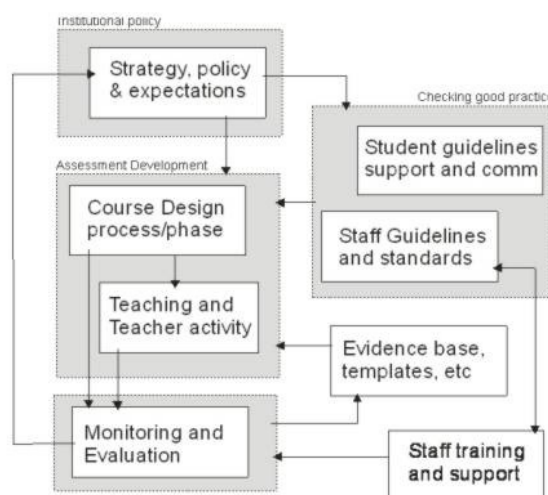 Institutional policy
Strategy, policy
& expectations
Checking good practice
Student guidelines
support and comm
Assessment Development
Course Design
process/phase
Staff Guidelines
and standards
Teaching and
Teacher activity
Evidence base,
templates, etc
Monitoring and
Evaluation
Staff training
and support